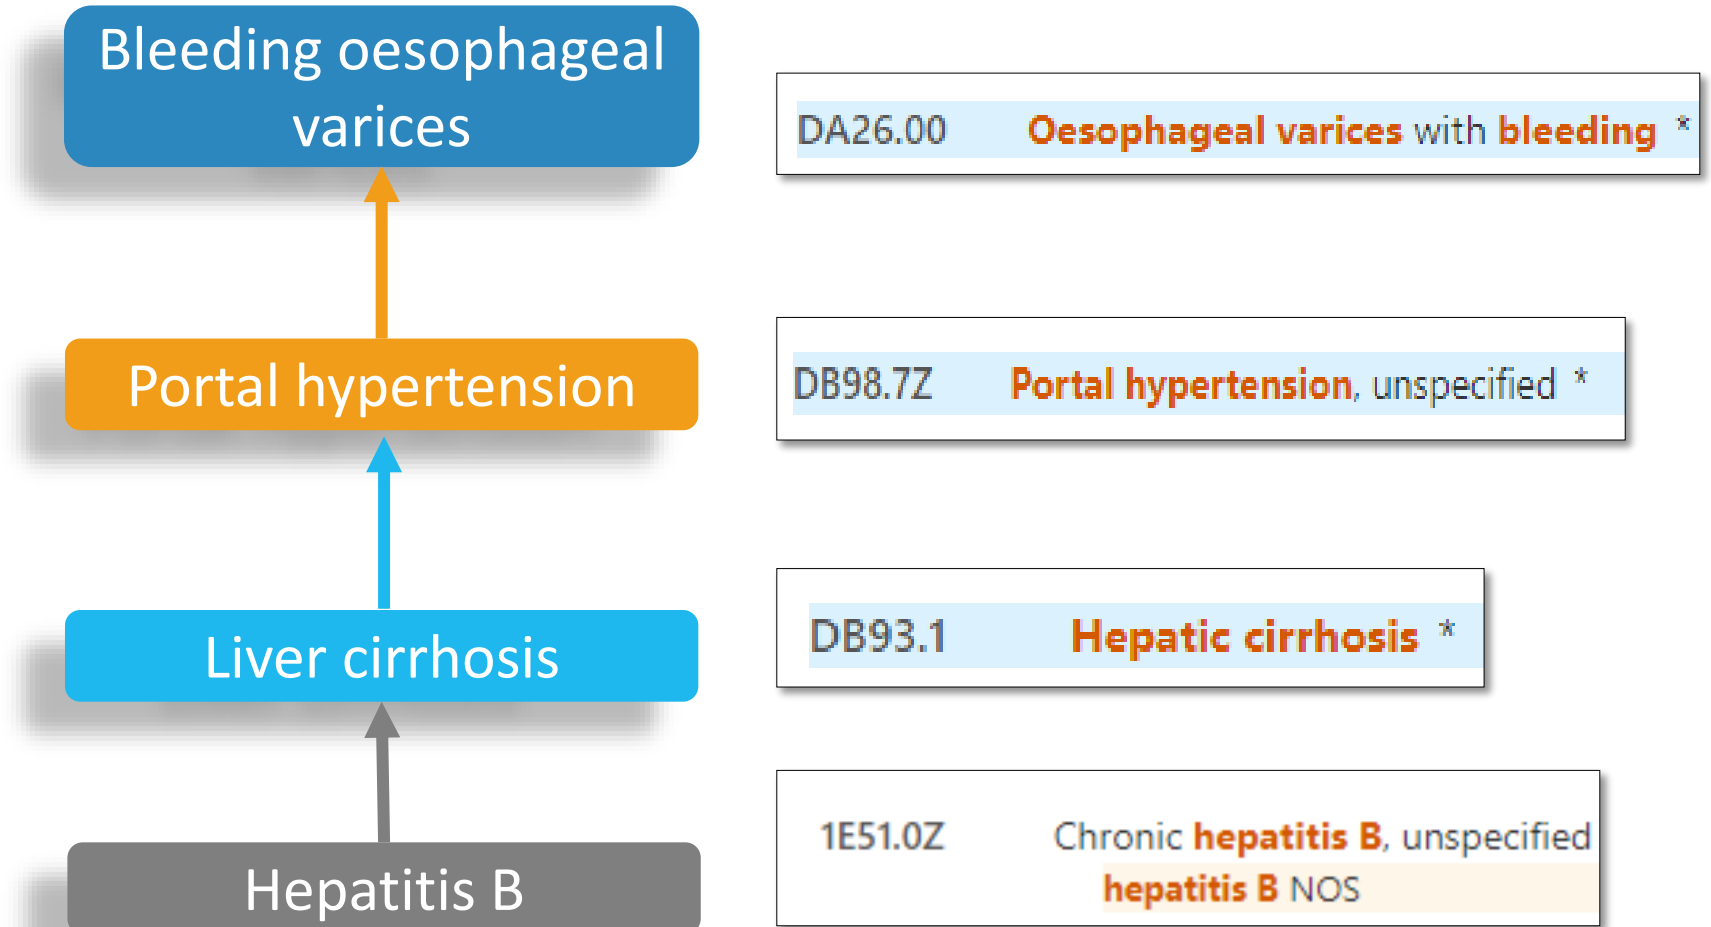 Bleeding oesophageal
varices
DA26.00 Oesophageal varices with bleeding *
Portal hypertension
DB98.7Z Portal hypertension, unspecified *
Liver cirrhosis
DB93.1 Hepatic cirrhosis *
Hepatitis B
1E51.0Z Chronic hepatitis B, unspecified
hepatitis B NOS